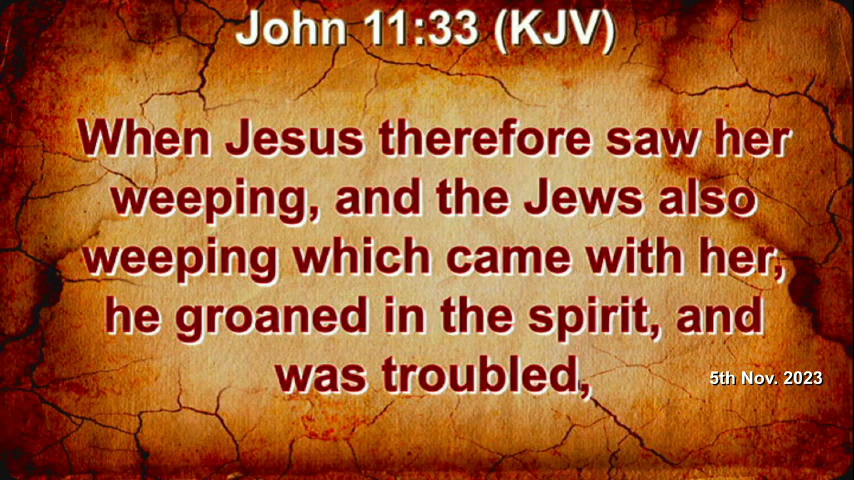 John 11:33 (KJV)
When Jesus therefore saw her
weeping, and the Jews also
weeping which came with her,
he groaned in the spirit, and
was troubled,
5th Nov. 2023